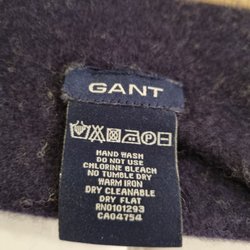 GANT
HAND WASH
DO NOT USE
CHLORINE BLEACH
NO TUMBLE DRY
WARM IRON
DRY CLEANABLE
DRY FLAT
RN0101293
CA04754